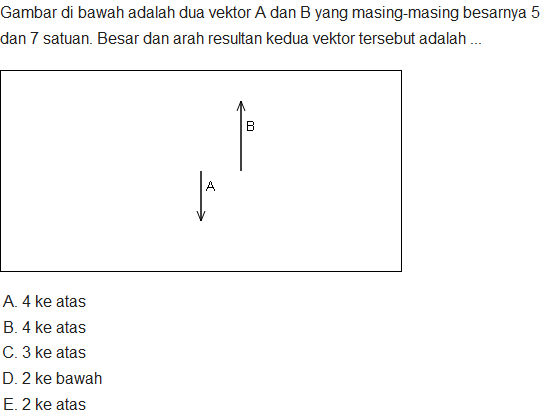 Gambar di bawah adalah dua vektor A dan B yang masing-masing besarnya 5
dan 7 satuan. Besar dan arah resultan kedua vektor tersebut adalah ...
B
A
A. 4 ke atas
B. 4 ke atas
C. 3 ke atas
D. 2 ke bawah
E. 2 ke atas